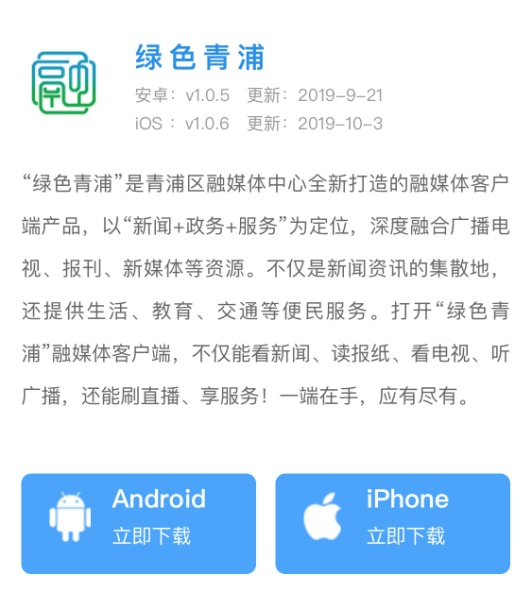 融
绿色青浦
安卓：v1.0.5 更新：2019-9-21
iOS：v1.0.6 更新：2019-10-3
“绿色青浦”是青浦区融媒体中心全新打造的融媒体客户
端产品，以“新闻+政务+服务”为定位，深度融合广播电
视、报刊、新媒体等资源。不仅是新闻资讯的集散地，
还提供生活、教育、交通等便民服务。打开“绿色青
浦”融媒体客户端，不仅能看新闻、读报纸、看电视、听
广播，还能刷直播、享服务！一端在手，应有尽有。
Android
立即下载
iPhone
立即下载